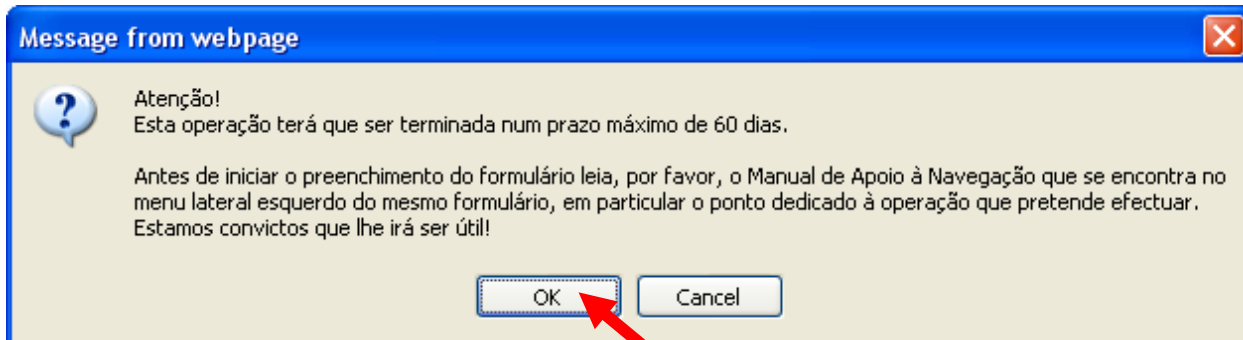 Message from webpage
Atenção!
Esta operação terá que ser terminada num prazo máximo de 60 dias.
Antes de iniciar o preenchimento do formulário leia, por favor, o Manual de Apoio à Navegação que se encontra no
menu lateral esquerdo do mesmo formulário, em particular o ponto dedicado à operação que pretende efectuar.
Estamos convictos que lhe irá ser útil!
OK
Cancel